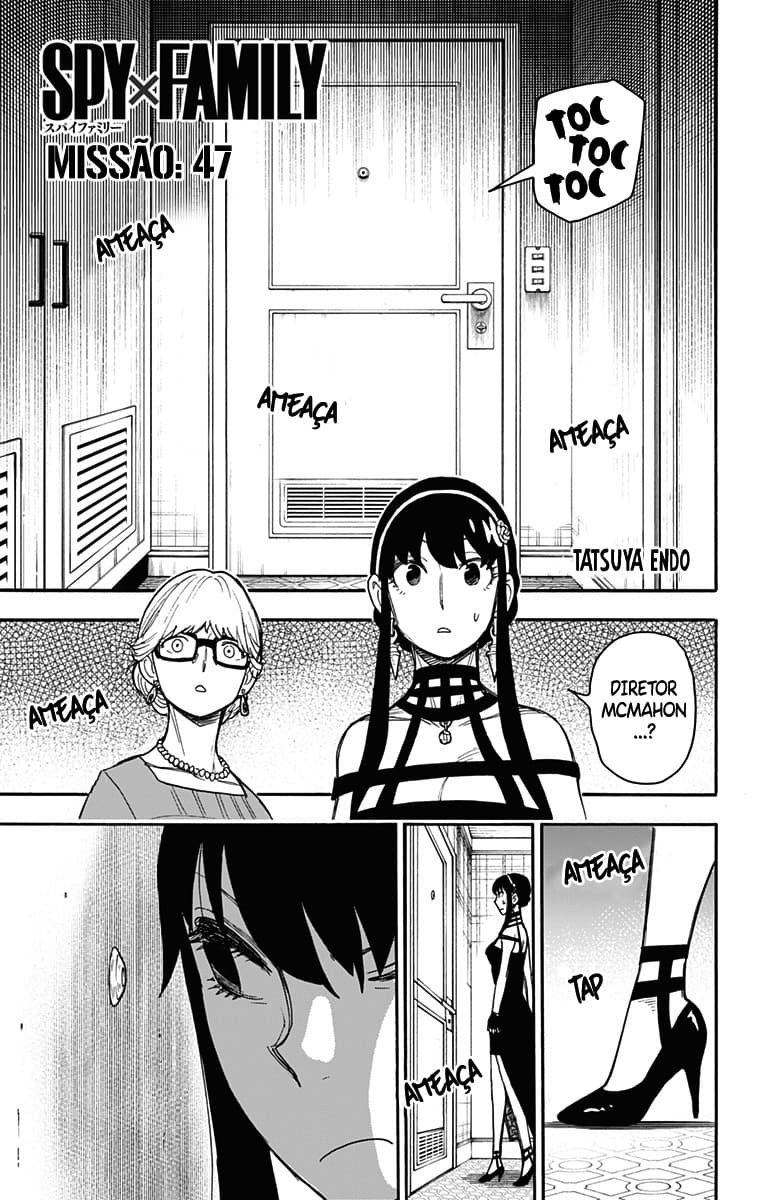 SPY×FAMILY
スパイファミリー
MISSÃO: 47
TOC
TOC
TOC
AMEAÇA
AMEAÇA
AMEAÇA
TATSUYA ENDO
AMEAÇA
DIRETOR
MCMAHON
...?
AMEAÇA
TAP
AMEAÇA